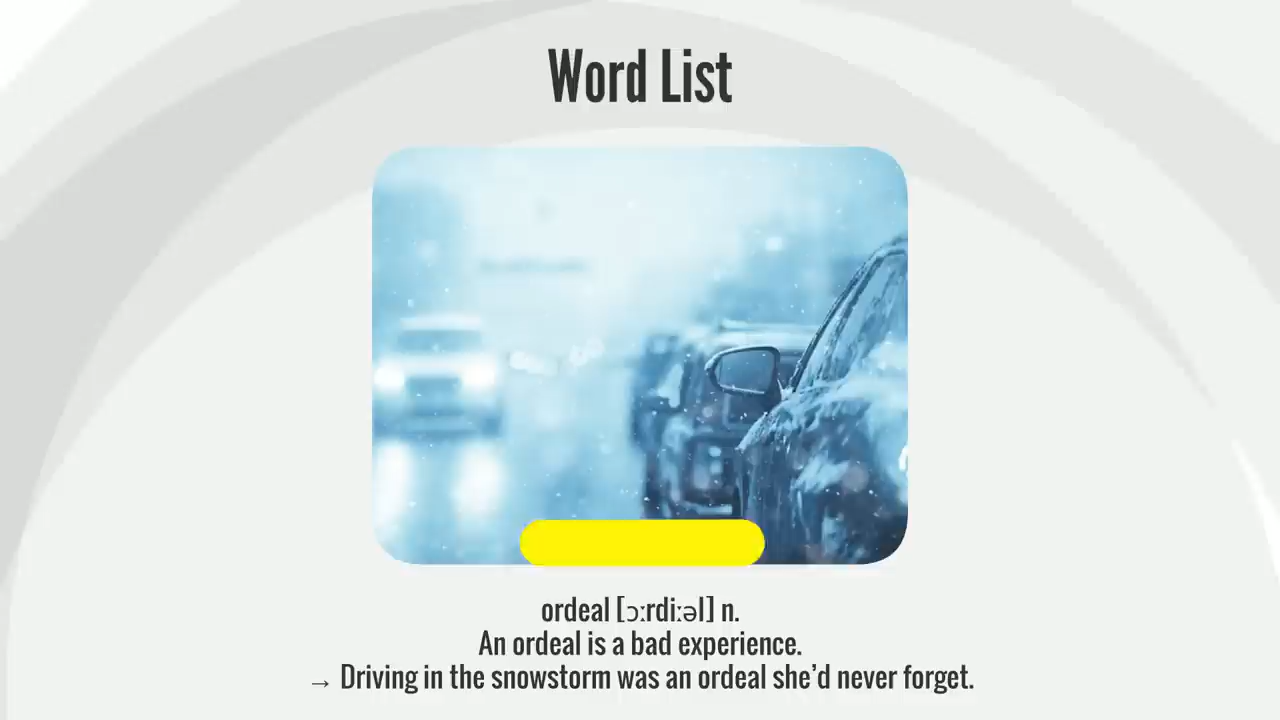 Word List
ordeal [ɔːrdiːəl] n.
An ordeal is a bad experience.
→ Driving in the snowstorm was an ordeal she’d never forget.